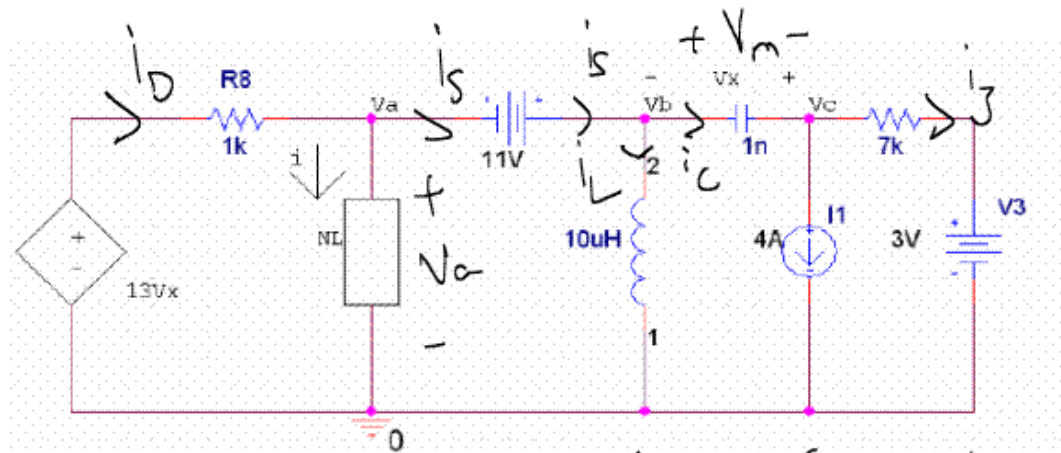 i_D
R8
1k
i_s
i_s
+ V_m -
- Vx +
Va
11V
Vb
Vc
1n
7k
i_3
i
NL
+
Va
-
i_L
i_c
2
10uH
1
I1
4A
V3
3V
+
-
13Vx
0